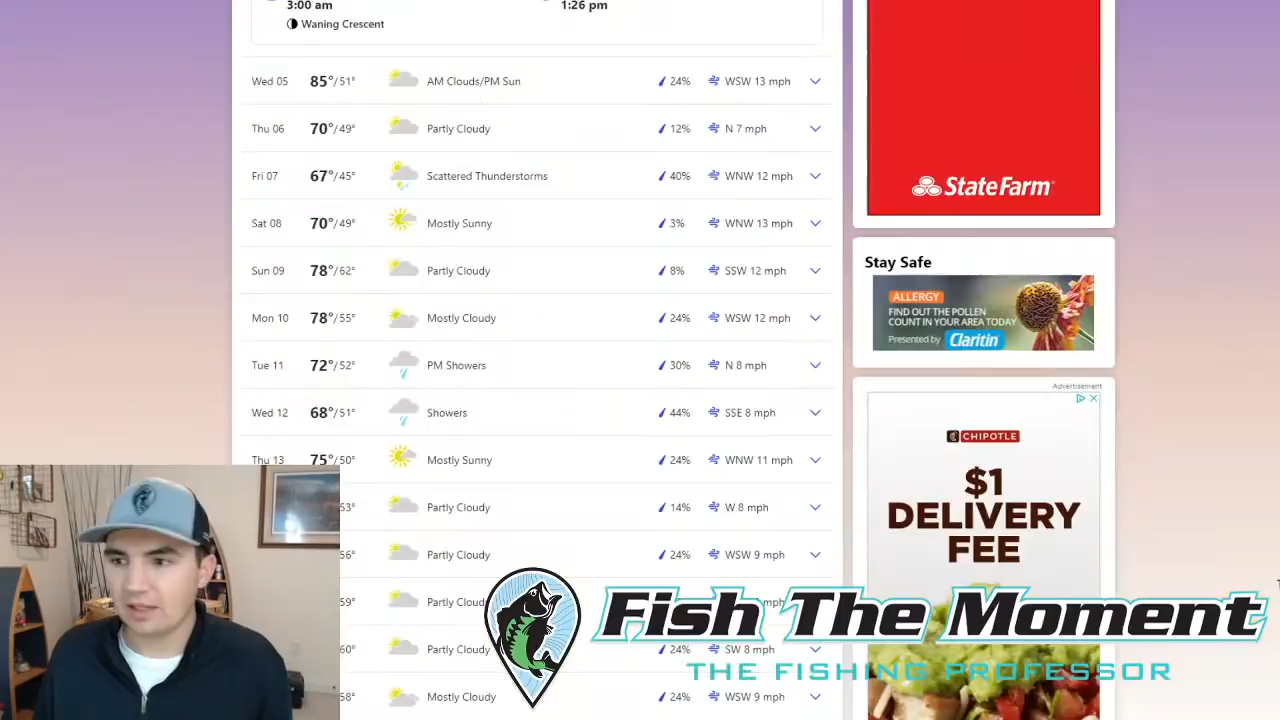 3:00 am
1:26 pm
Waning Crescent
Wed 05 85°/51° AM Clouds/PM Sun 24% WSW 13 mph
Thu 06 70°/49° Partly Cloudy 12% N 7 mph
Fri 07 67°/45° Scattered Thunderstorms 40% WNW 12 mph
Sat 08 70°/49° Mostly Sunny 3% WNW 13 mph
Sun 09 78°/62° Partly Cloudy 8% SSW 12 mph
Mon 10 78°/55° Mostly Cloudy 24% WSW 12 mph
Tue 11 72°/52° PM Showers 30% N 8 mph
Wed 12 68°/51° Showers 44% SSE 8 mph
Thu 13 75°/50° Mostly Sunny 24% WNW 11 mph
53° Partly Cloudy 14% W 8 mph
56° Partly Cloudy 24% WSW 9 mph
59° Partly Cloud mph
60° Partly Cloudy 24% SW 8 mph
58° Mostly Cloudy 24% WSW 9 mph
StateFarm
Stay Safe
ALLERGY
FIND OUT THE POLLEN
COUNT IN YOUR AREA TODAY
Presented by Claritin
Advertisement
CHIPOTLE
$1
DELIVERY
FEE
Fish The Moment
THE FISHING PROFESSOR